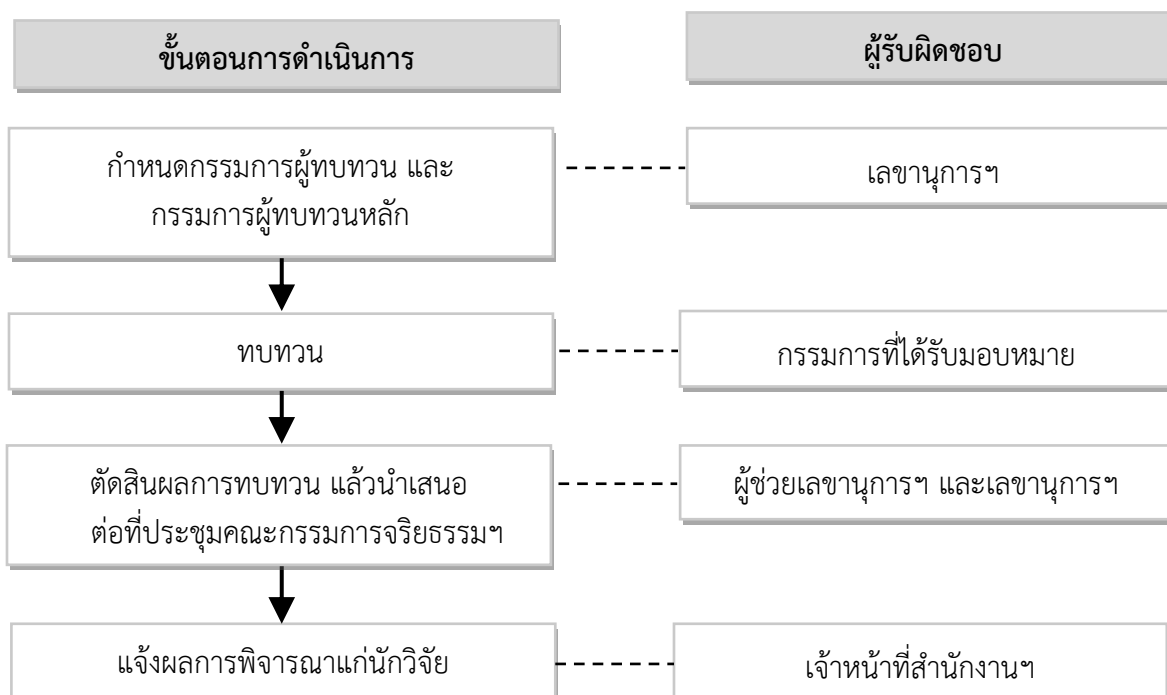 ขั้นตอนการดำเนินการ
ผู้รับผิดชอบ
กำหนดกรรมการผู้ทบทวน และ
กรรมการผู้ทบทวนหลัก
เลขานุการฯ
ทบทวน
กรรมการที่ได้รับมอบหมาย
ตัดสินผลการทบทวน แล้วนำเสนอ
ต่อที่ประชุมคณะกรรมการจริยธรรมฯ
ผู้ช่วยเลขานุการฯ และเลขานุการฯ
แจ้งผลการพิจารณาแก่นักวิจัย
เจ้าหน้าที่สำนักงานฯ